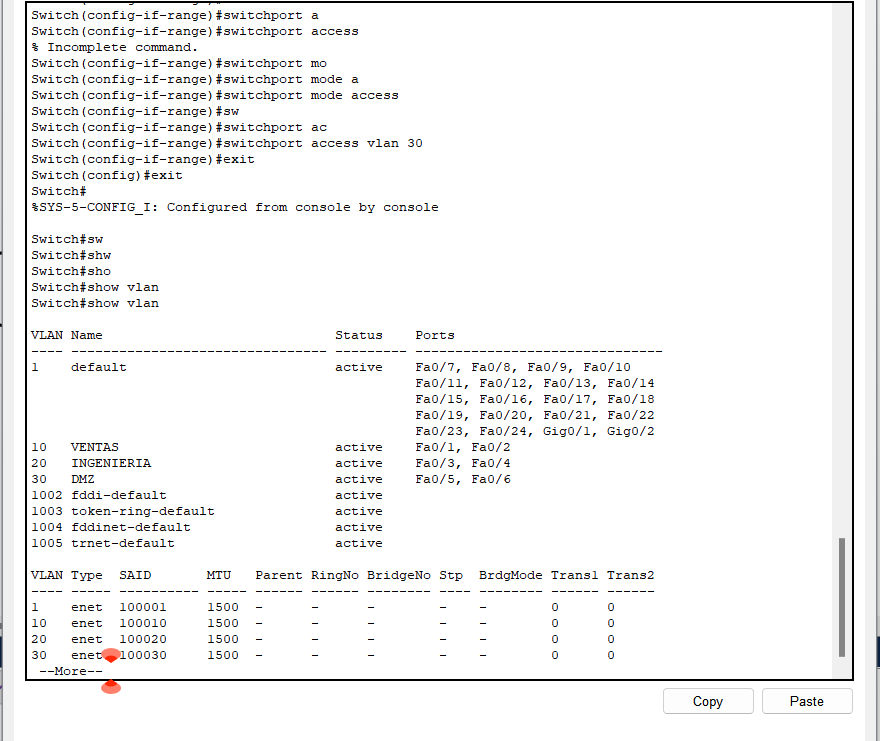 Switch(config-if-range)#switchport a
Switch(config-if-range)#switchport access
% Incomplete command.
Switch(config-if-range)#switchport mo
Switch(config-if-range)#switchport mode a
Switch(config-if-range)#switchport mode access
Switch(config-if-range)#sw
Switch(config-if-range)#switchport ac
Switch(config-if-range)#switchport access vlan 30
Switch(config-if-range)#exit
Switch(config)#exit
Switch#
%SYS-5-CONFIG_I: Configured from console by console
Switch#sw
Switch#shw
Switch#sho
Switch#show vlan
Switch#show vlan
VLAN Name                             Status    Ports
---- -------------------------------- --------- -------------------------------
1    default                          active    Fa0/7, Fa0/8, Fa0/9, Fa0/10
                                                Fa0/11, Fa0/12, Fa0/13, Fa0/14
                                                Fa0/15, Fa0/16, Fa0/17, Fa0/18
                                                Fa0/19, Fa0/20, Fa0/21, Fa0/22
                                                Fa0/23, Fa0/24, Gig0/1, Gig0/2
10   VENTAS                           active    Fa0/1, Fa0/2
20   INGENIERIA                       active    Fa0/3, Fa0/4
30   DMZ                              active    Fa0/5, Fa0/6
1002 fddi-default                     active
1003 token-ring-default               active
1004 fddinet-default                  active
1005 trnet-default                    active
VLAN Type  SAID       MTU   Parent RingNo BridgeNo Stp  BrdgMode Trans1 Trans2
---- ----- ---------- ----- ------ ------ -------- ---- -------- ------ ------
1    enet  100001     1500  -      -      -        -    -        0      0
10   enet  100010     1500  -      -      -        -    -        0      0
20   enet  100020     1500  -      -      -        -    -        0      0
30   enet  100030     1500  -      -      -        -    -        0      0
 --More--
Copy Paste